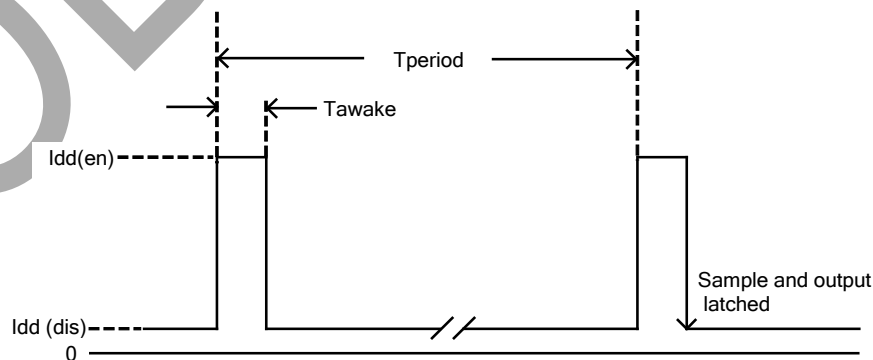 Tperiod
Tawake
Idd(en)
Sample and output
latched
Idd (dis)
0